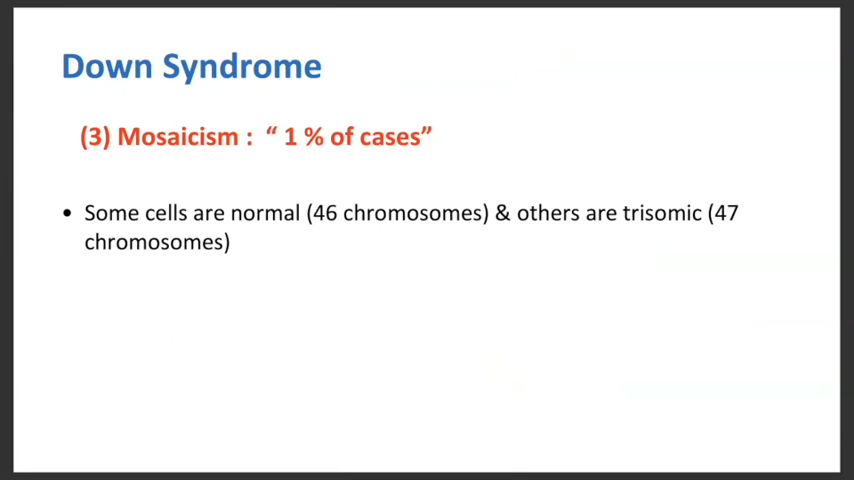 Down Syndrome
(3) Mosaicism :  “ 1 % of cases”
• Some cells are normal (46 chromosomes) & others are trisomic (47
chromosomes)